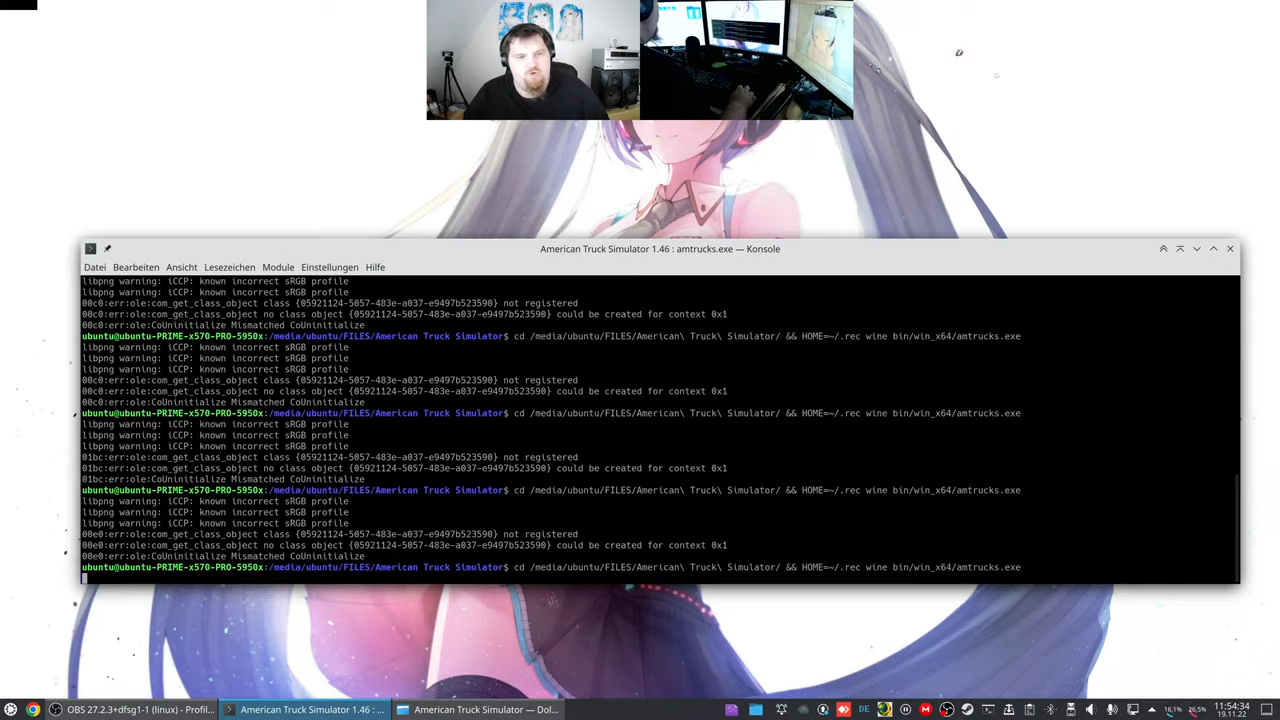 American Truck Simulator 1.46 : amtrucks.exe — Konsole
Datei Bearbeiten Ansicht Lesezeichen Module Einstellungen Hilfe
libpng warning: iCCP: known incorrect sRGB profile
libpng warning: iCCP: known incorrect sRGB profile
00c0:err:ole:com_get_class_object class {05921124-5057-483e-a037-e9497b523590} not registered
00c0:err:ole:com_get_class_object no class object {05921124-5057-483e-a037-e9497b523590} could be created for context 0x1
00c0:err:ole:CoUninitialize Mismatched CoUninitialize
ubuntu@ubuntu-PRIME-x570-PRO-5950x:/media/ubuntu/FILES/American Truck Simulator$ cd /media/ubuntu/FILES/American\ Truck\ Simulator/ && HOME=~/.rec wine bin/win_x64/amtrucks.exe
libpng warning: iCCP: known incorrect sRGB profile
libpng warning: iCCP: known incorrect sRGB profile
libpng warning: iCCP: known incorrect sRGB profile
00c0:err:ole:com_get_class_object class {05921124-5057-483e-a037-e9497b523590} not registered
00c0:err:ole:com_get_class_object no class object {05921124-5057-483e-a037-e9497b523590} could be created for context 0x1
00c0:err:ole:CoUninitialize Mismatched CoUninitialize
ubuntu@ubuntu-PRIME-x570-PRO-5950x:/media/ubuntu/FILES/American Truck Simulator$ cd /media/ubuntu/FILES/American\ Truck\ Simulator/ && HOME=~/.rec wine bin/win_x64/amtrucks.exe
libpng warning: iCCP: known incorrect sRGB profile
libpng warning: iCCP: known incorrect sRGB profile
libpng warning: iCCP: known incorrect sRGB profile
01bc:err:ole:com_get_class_object class {05921124-5057-483e-a037-e9497b523590} not registered
01bc:err:ole:com_get_class_object no class object {05921124-5057-483e-a037-e9497b523590} could be created for context 0x1
01bc:err:ole:CoUninitialize Mismatched CoUninitialize
ubuntu@ubuntu-PRIME-x570-PRO-5950x:/media/ubuntu/FILES/American Truck Simulator$ cd /media/ubuntu/FILES/American\ Truck\ Simulator/ && HOME=~/.rec wine bin/win_x64/amtrucks.exe
libpng warning: iCCP: known incorrect sRGB profile
libpng warning: iCCP: known incorrect sRGB profile
libpng warning: iCCP: known incorrect sRGB profile
00e0:err:ole:com_get_class_object class {05921124-5057-483e-a037-e9497b523590} not registered
00e0:err:ole:com_get_class_object no class object {05921124-5057-483e-a037-e9497b523590} could be created for context 0x1
00e0:err:ole:CoUninitialize Mismatched CoUninitialize
ubuntu@ubuntu-PRIME-x570-PRO-5950x:/media/ubuntu/FILES/American Truck Simulator$ cd /media/ubuntu/FILES/American\ Truck\ Simulator/ && HOME=~/.rec wine bin/win_x64/amtrucks.exe
OBS 27.2.3+dfsg1-1 (linux) - Profil... American Truck Simulator 1.46 : ... American Truck Simulator — Dol... DE 26,5% 11:54:34
19.11.22